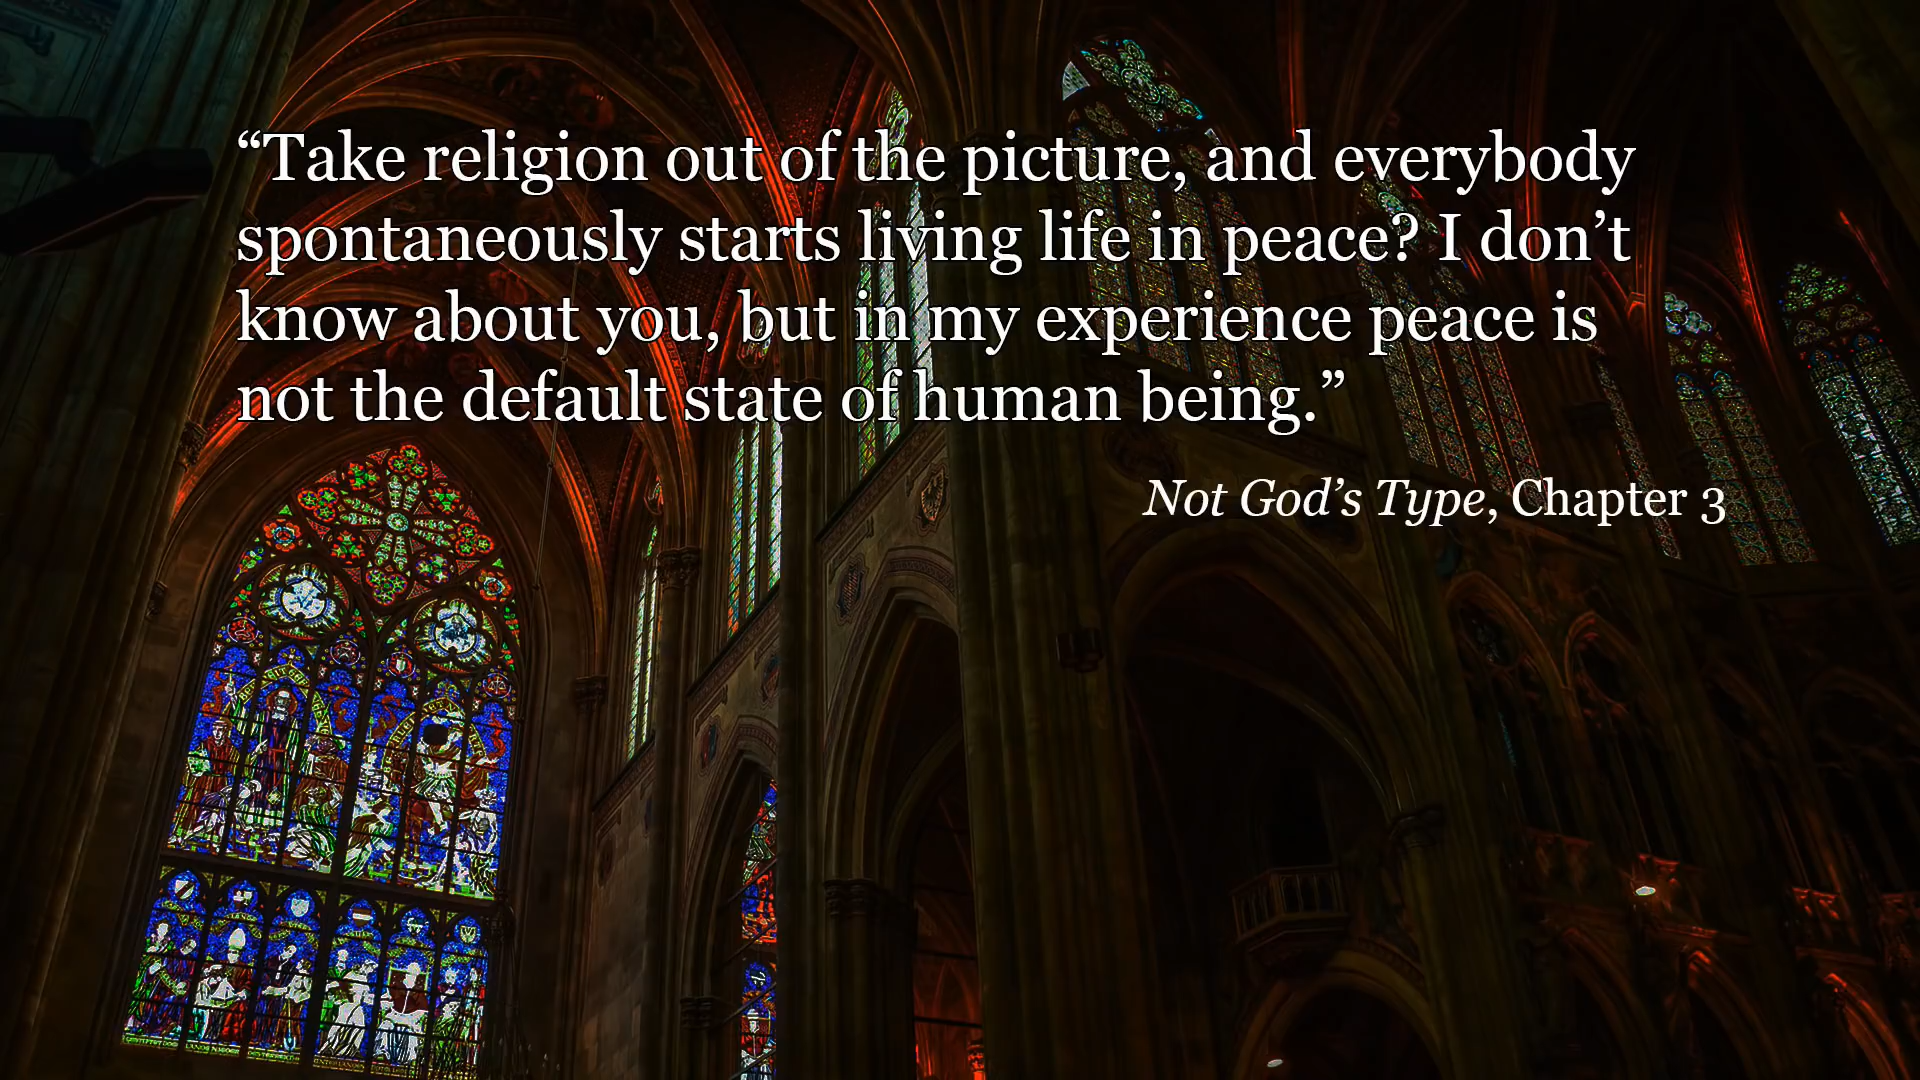 “Take religion out of the picture, and everybody
spontaneously starts living life in peace? I don’t
know about you, but in my experience peace is
not the default state of human being.”
Not God’s Type, Chapter 3